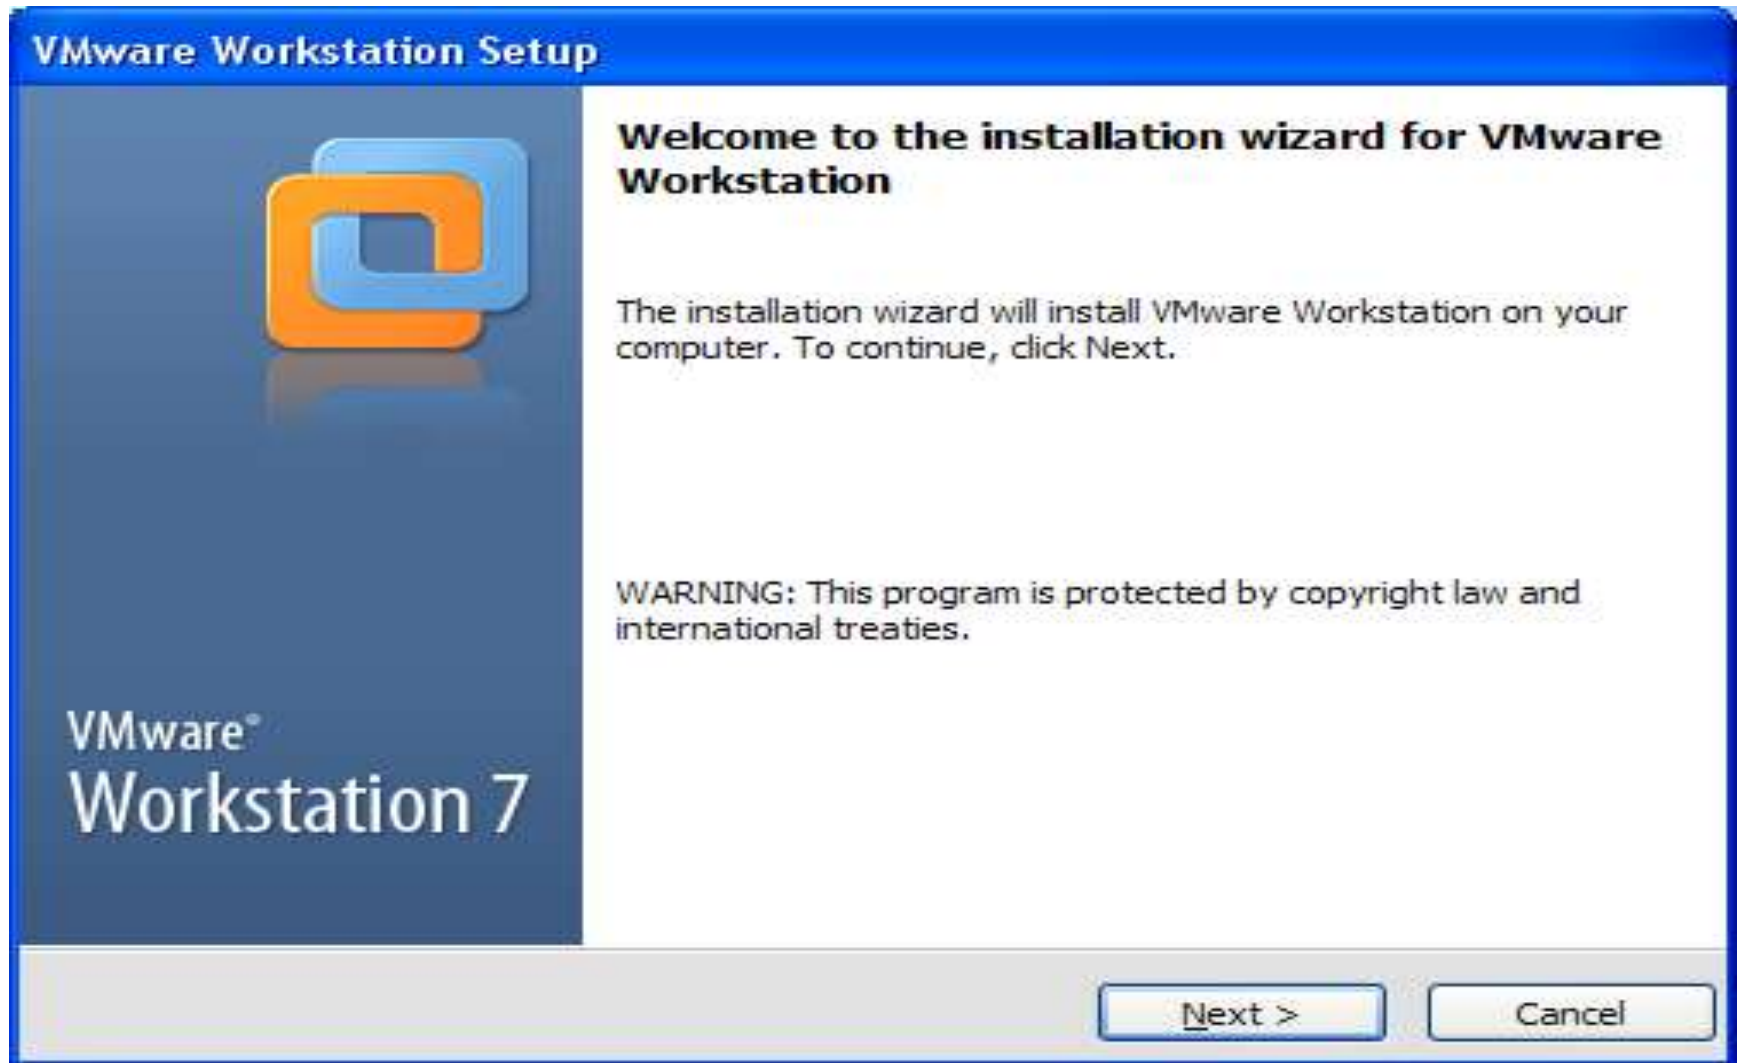 VMware Workstation Setup
Welcome to the installation wizard for VMware
Workstation
The installation wizard will install VMware Workstation on your
computer. To continue, click Next.
WARNING: This program is protected by copyright law and
international treaties.
VMware®
Workstation 7
Next >
Cancel